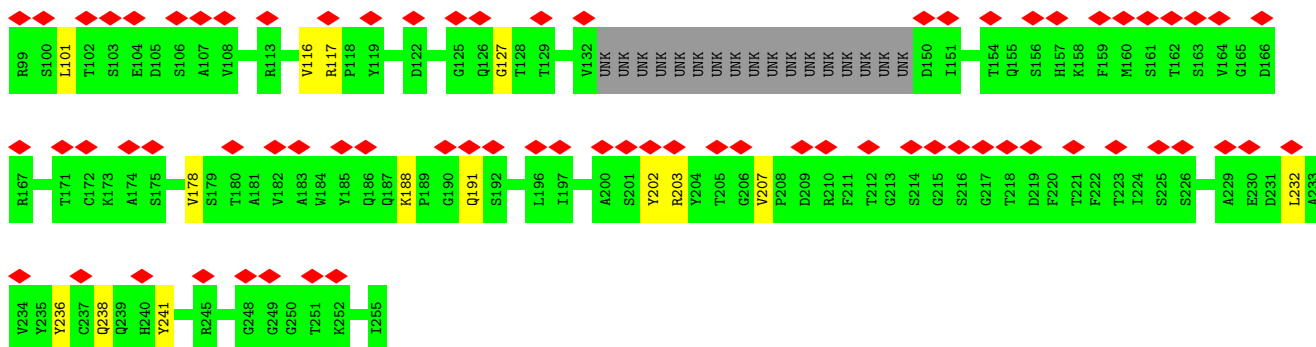 R99 S100 L101 T102 S103 E104 D105 S106 A107 V108 R113 V116 R117 P118 Y119 D122 G125 Q126 G127 T128 T129 V132 UNK UNK UNK UNK UNK UNK UNK UNK UNK UNK UNK UNK UNK UNK UNK UNK UNK D150 I151 T154 Q155 S156 H157 K158 F159 M160 S161 T162 S163 V164 G165 D166
R167 T171 C172 K173 A174 S175 V178 S179 T180 A181 V182 A183 W184 Y185 Q186 Q187 K188 P189 G190 Q191 S192 L196 I197 A200 S201 Y202 R203 Y204 T205 G206 V207 P208 D209 R210 F211 T212 G213 S214 G215 S216 G217 T218 D219 F220 T221 F222 T223 I224 S225 S226 A229 E230 D231 L232 A233
V234 Y235 Y236 C237 Q238 Q239 H240 Y241 R245 G248 G249 G250 T251 K252 I255